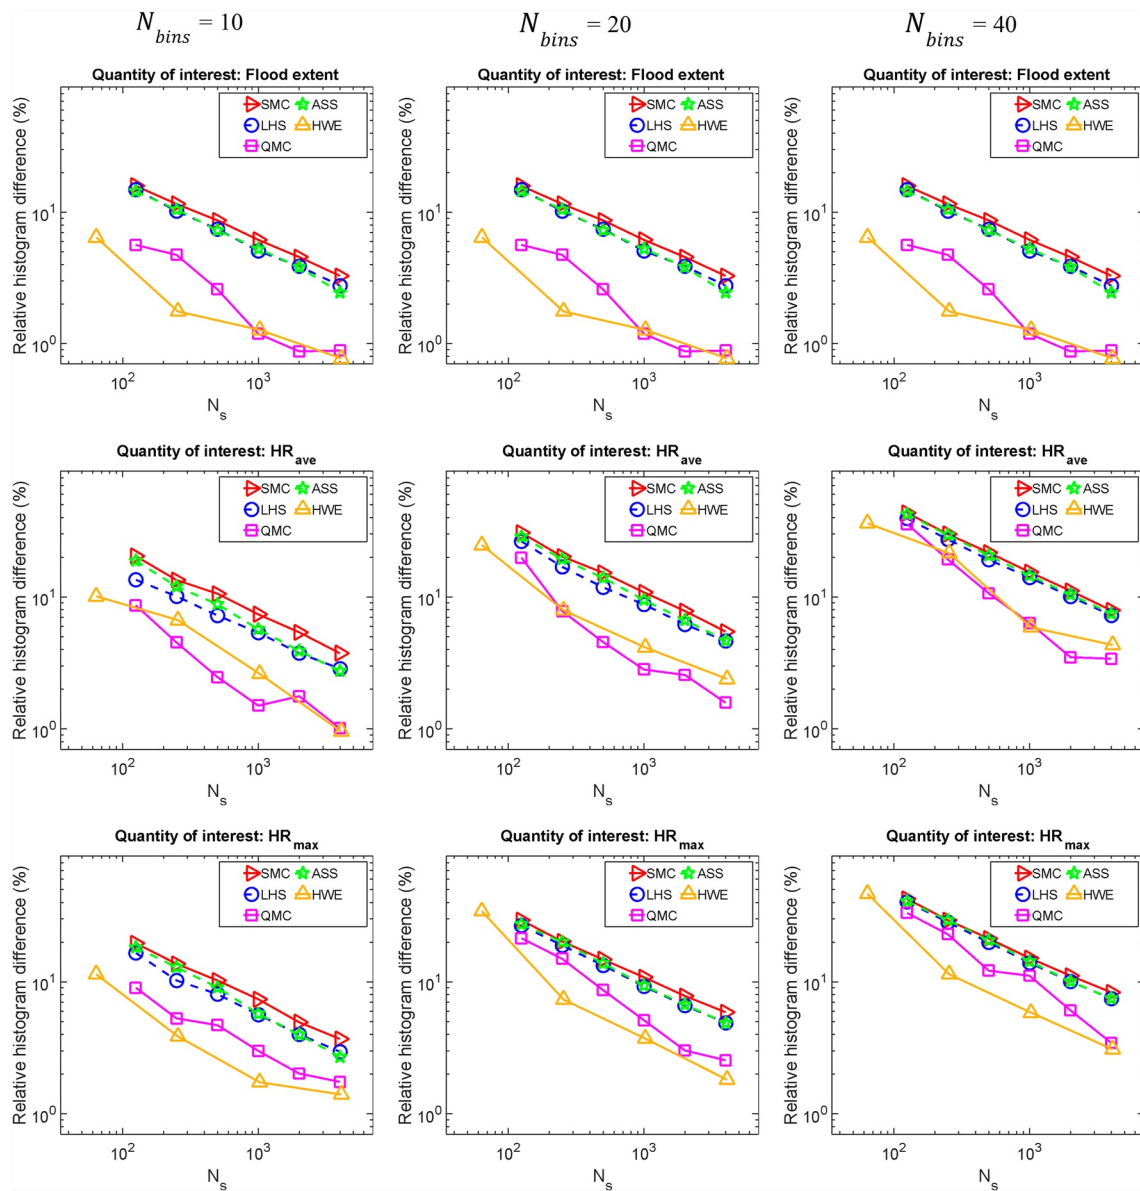 N_bins = 10
N_bins = 20
N_bins = 40
Quantity of interest: Flood extent
Relative histogram difference (%)
SMC ASS
LHS HWE
QMC
10^1
10^0
10^2 10^3
N_s
Quantity of interest: Flood extent
Relative histogram difference (%)
SMC ASS
LHS HWE
QMC
10^1
10^0
10^2 10^3
N_s
Quantity of interest: Flood extent
Relative histogram difference (%)
SMC ASS
LHS HWE
QMC
10^1
10^0
10^2 10^3
N_s
Quantity of interest: HR_ave
Relative histogram difference (%)
SMC ASS
LHS HWE
QMC
10^1
10^0
10^2 10^3
N_s
Quantity of interest: HR_ave
Relative histogram difference (%)
SMC ASS
LHS HWE
QMC
10^1
10^0
10^2 10^3
N_s
Quantity of interest: HR_ave
Relative histogram difference (%)
SMC ASS
LHS HWE
QMC
10^1
10^0
10^2 10^3
N_s
Quantity of interest: HR_max
Relative histogram difference (%)
SMC ASS
LHS HWE
QMC
10^1
10^0
10^2 10^3
N_s
Quantity of interest: HR_max
Relative histogram difference (%)
SMC ASS
LHS HWE
QMC
10^1
10^0
10^2 10^3
N_s
Quantity of interest: HR_max
Relative histogram difference (%)
SMC ASS
LHS HWE
QMC
10^1
10^0
10^2 10^3
N_s